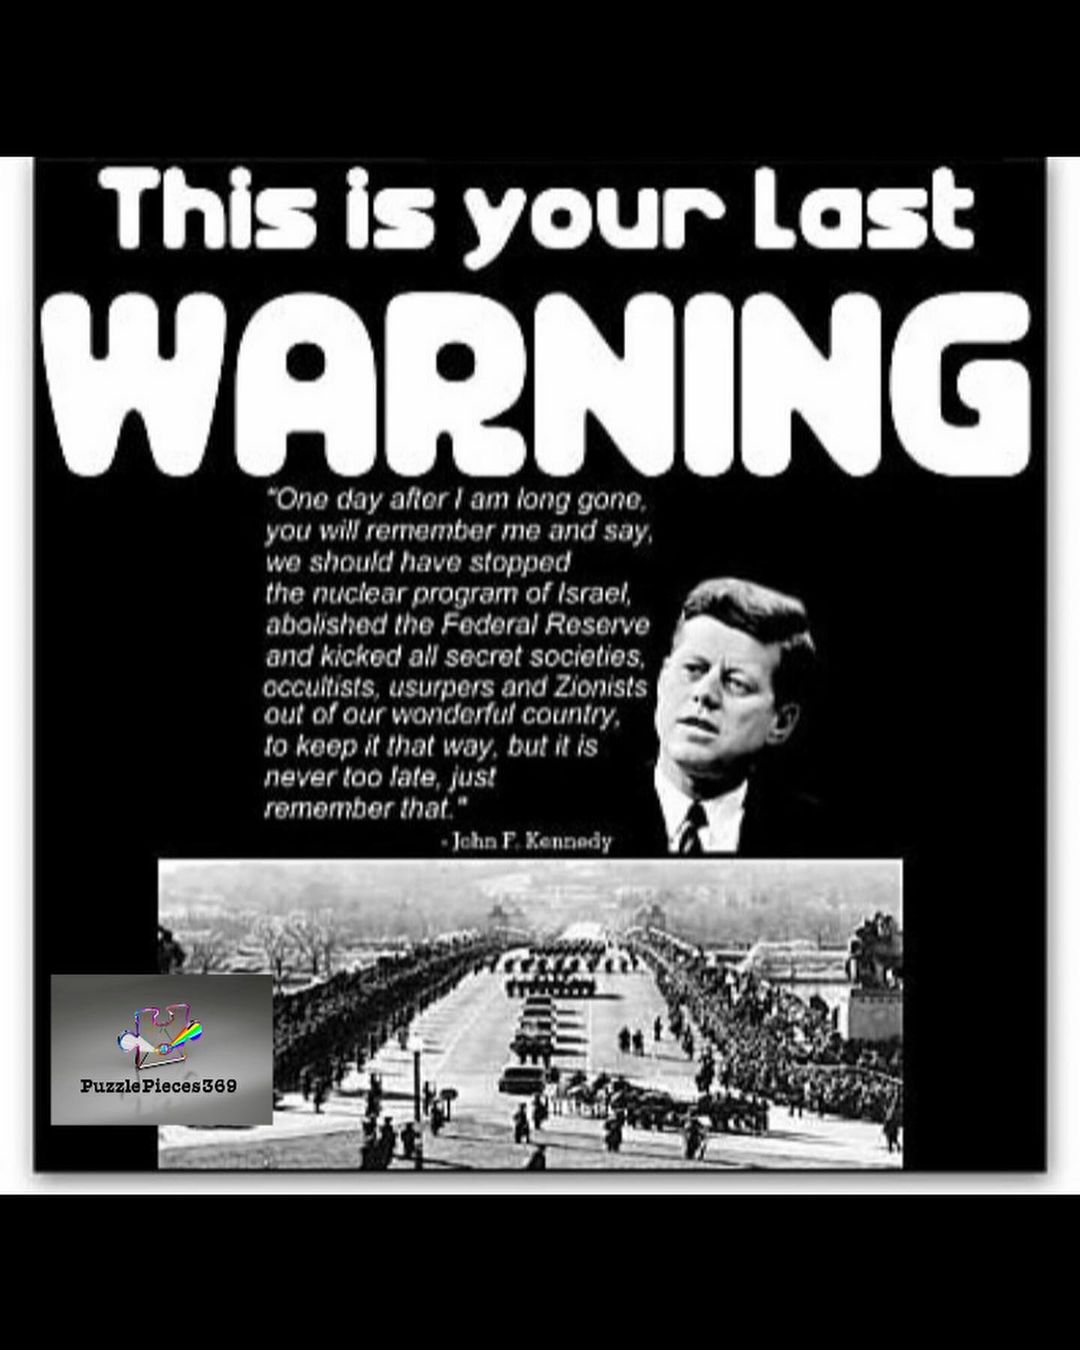 This is your Last
WARNING
"One day after I am long gone,
you will remember me and say,
we should have stopped
the nuclear program of Israel,
abolished the Federal Reserve
and kicked all secret societies,
occultists, usurpers and Zionists
out of our wonderful country,
to keep it that way, but it is
never too late, just
remember that."
- John F. Kennedy
PuzzlePieces369